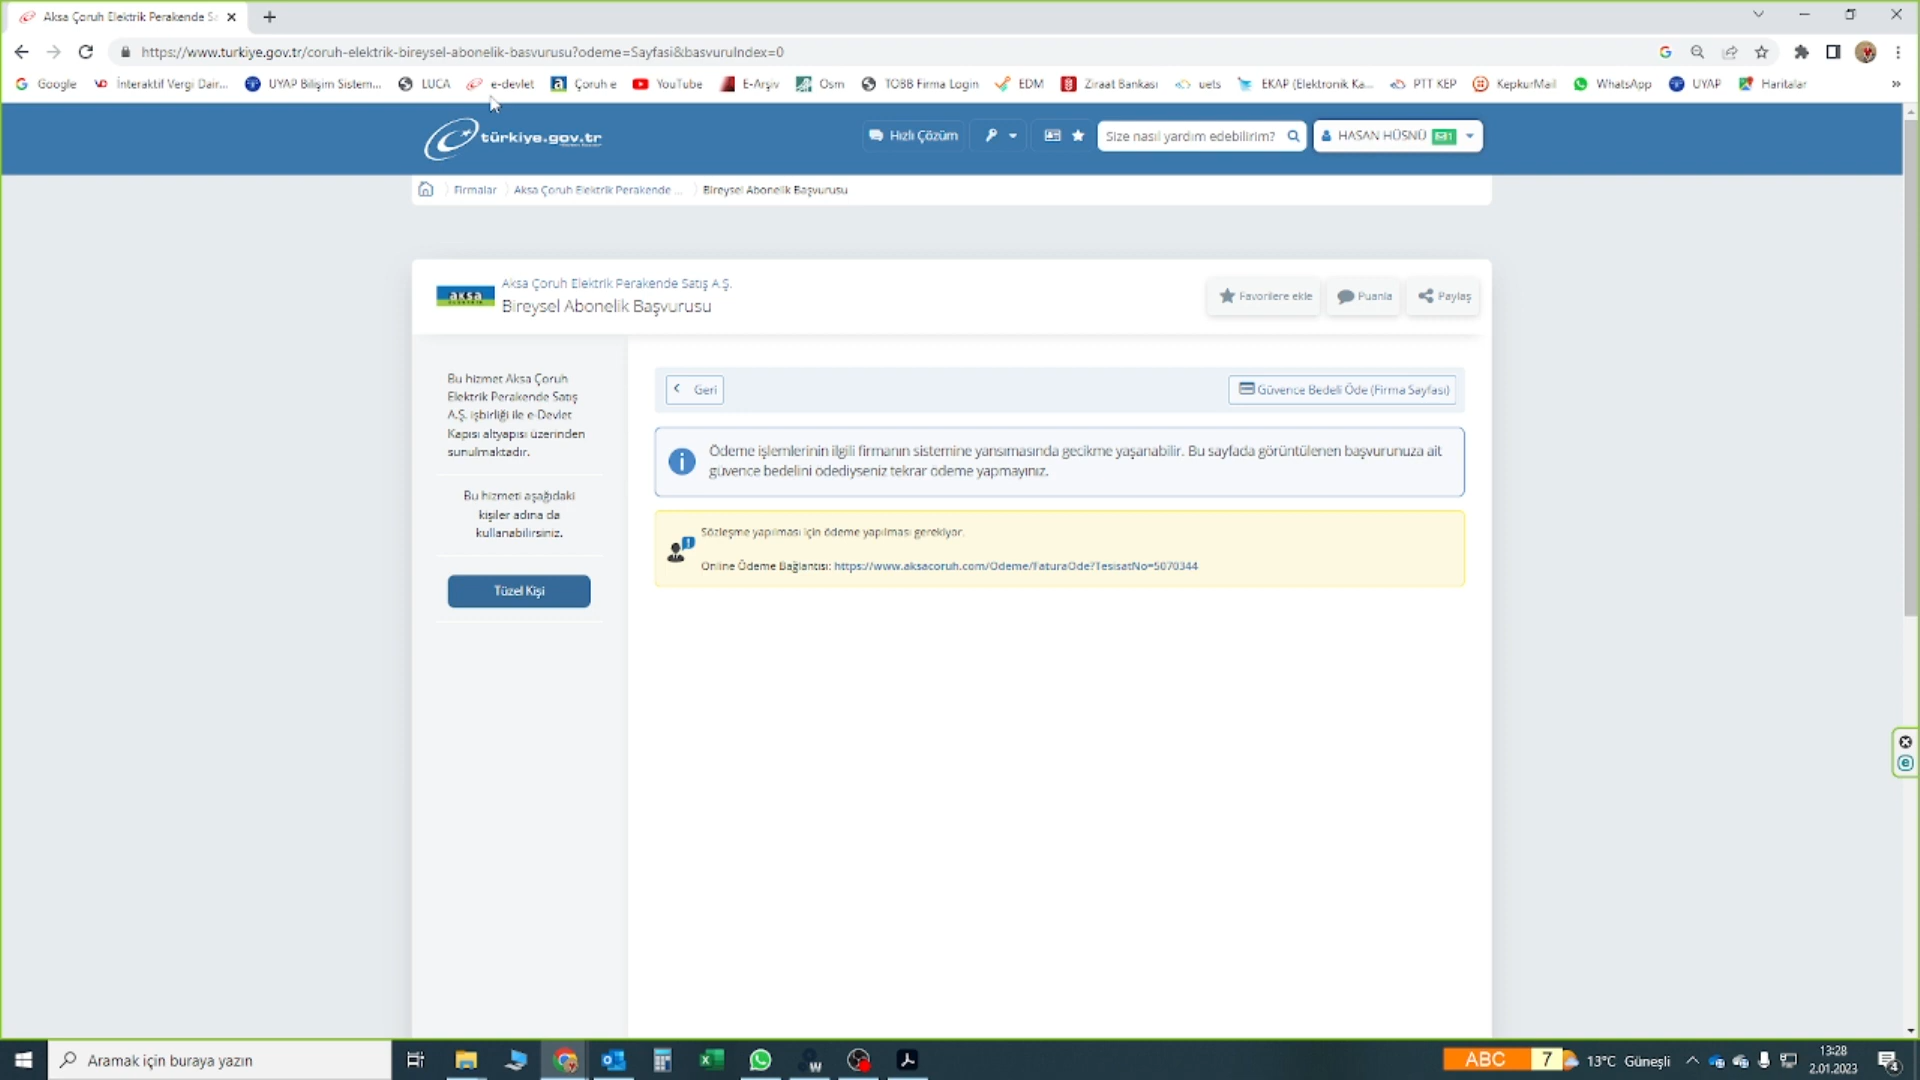 Aksa Çoruh Elektrik Perakende Sa
https://www.turkiye.gov.tr/coruh-elektrik-bireysel-abonelik-basvurusu?odeme=Sayfasi&basvuruIndex=0
Google İnteraktif Vergi Dair... UYAP Bilişim Sistem... LUCA e-devlet Çoruh e YouTube E-Arşiv Osm TOBB Firma Login EDM Ziraat Bankası uets EKAP (Elektronik Ka... PTT KEP KepkurMail WhatsApp UYAP Haritalar »
türkiye.gov.tr Hızlı Çözüm Size nasıl yardım edebilirim? HASAN HÜSNÜ 1
Firmalar Aksa Çoruh Elektrik Perakende ... Bireysel Abonelik Başvurusu
aksa
Aksa Çoruh Elektrik Perakende Satış A.Ş.
Bireysel Abonelik Başvurusu
Favorilere ekle Puanla Paylaş
Bu hizmet Aksa Çoruh
Elektrik Perakende Satış
A.Ş. işbirliği ile e-Devlet
Kapısı altyapısı üzerinden
sunulmaktadır.
Bu hizmeti aşağıdaki
kişiler adına da
kullanabilirsiniz.
Tüzel Kişi
Geri Güvence Bedeli Öde (Firma Sayfası)
Ödeme işlemlerinin ilgili firmanın sistemine yansımasında gecikme yaşanabilir. Bu sayfada görüntülenen başvurunuza ait
güvence bedelini ödediyseniz tekrar ödeme yapmayınız.
Sözleşme yapılması için ödeme yapılması gerekiyor.
Online Ödeme Bağlantısı: https://www.aksacoruh.com/Odeme/FaturaOde?TesisatNo=5070344
Aramak için buraya yazın
ABC 7 13°C Güneşli 13:28
2.01.2023 4